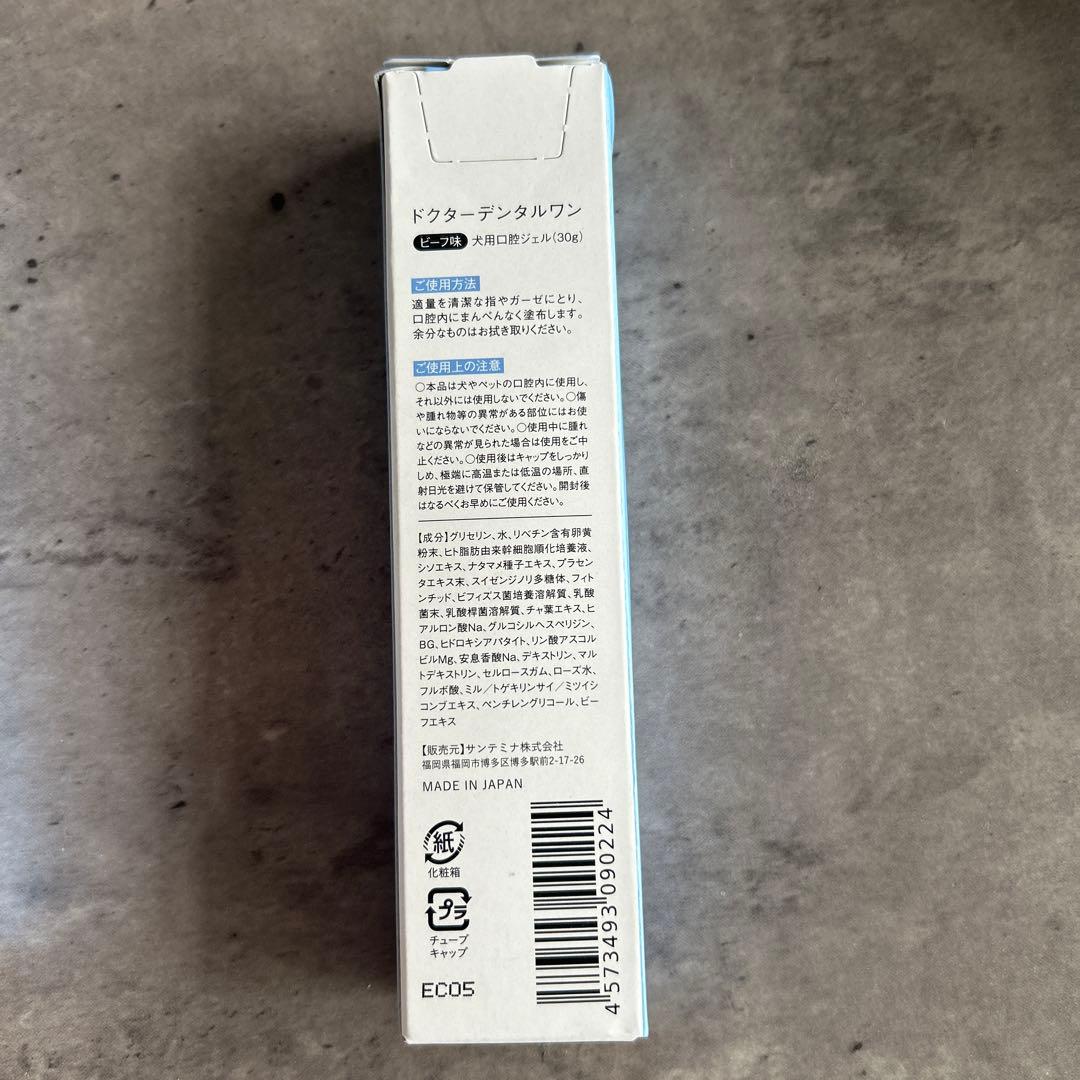 ドクターデンタルワン
ビーフ味 犬用口腔ジェル(30g)
ご使用方法
適量を清潔な指やガーゼにとり、
口腔内にまんべんなく塗布します。
余分なものはお拭き取りください。
ご使用上の注意
○本品は犬やペットの口腔内に使用し、
それ以外には使用しないでください。○傷
や腫れ物等の異常がある部位にはお使
いにならないでください。○使用中に腫れ
などの異常が見られた場合は使用をご中
止ください。○使用後はキャップをしっかり
しめ、極端に高温または低温の場所、直
射日光を避けて保管してください。開封後
はなるべくお早めにご使用ください。
【成分】グリセリン、水、リベチン含有卵黄
粉末、ヒト脂肪由来幹細胞順化培養液、
シソエキス、ナタマメ種子エキス、プラセン
タエキス末、スイゼンジノリ多糖体、フィト
ンチッド、ビフィズス菌培養溶解質、乳酸
菌末、乳酸桿菌溶解質、チャ葉エキス、ヒ
アルロン酸Na、グルコシルヘスペリジン、
BG、ヒドロキシアパタイト、リン酸アスコル
ビルMg、安息香酸Na、デキストリン、マル
トデキストリン、セルロースガム、ローズ水、
フルボ酸、ミル/トゲキリンサイ/ミツイシ
コンブエキス、ペンチレングリコール、ビー
フエキス
【販売元】サンテミナ株式会社
福岡県福岡市博多区博多駅前2-17-26
MADE IN JAPAN
紙
化粧箱
プラ
チューブ
キャップ
EC05
4573493090224